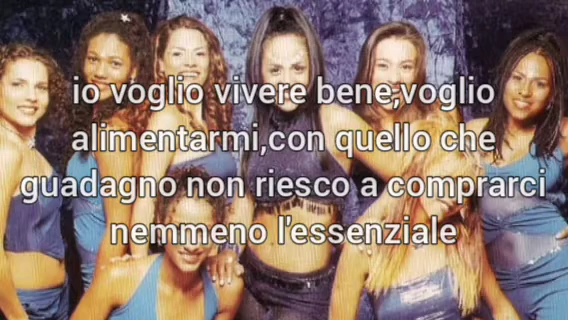 io voglio vivere bene,voglio
alimentarmi,con quello che
guadagno non riesco a comprarci
nemmeno l'essenziale